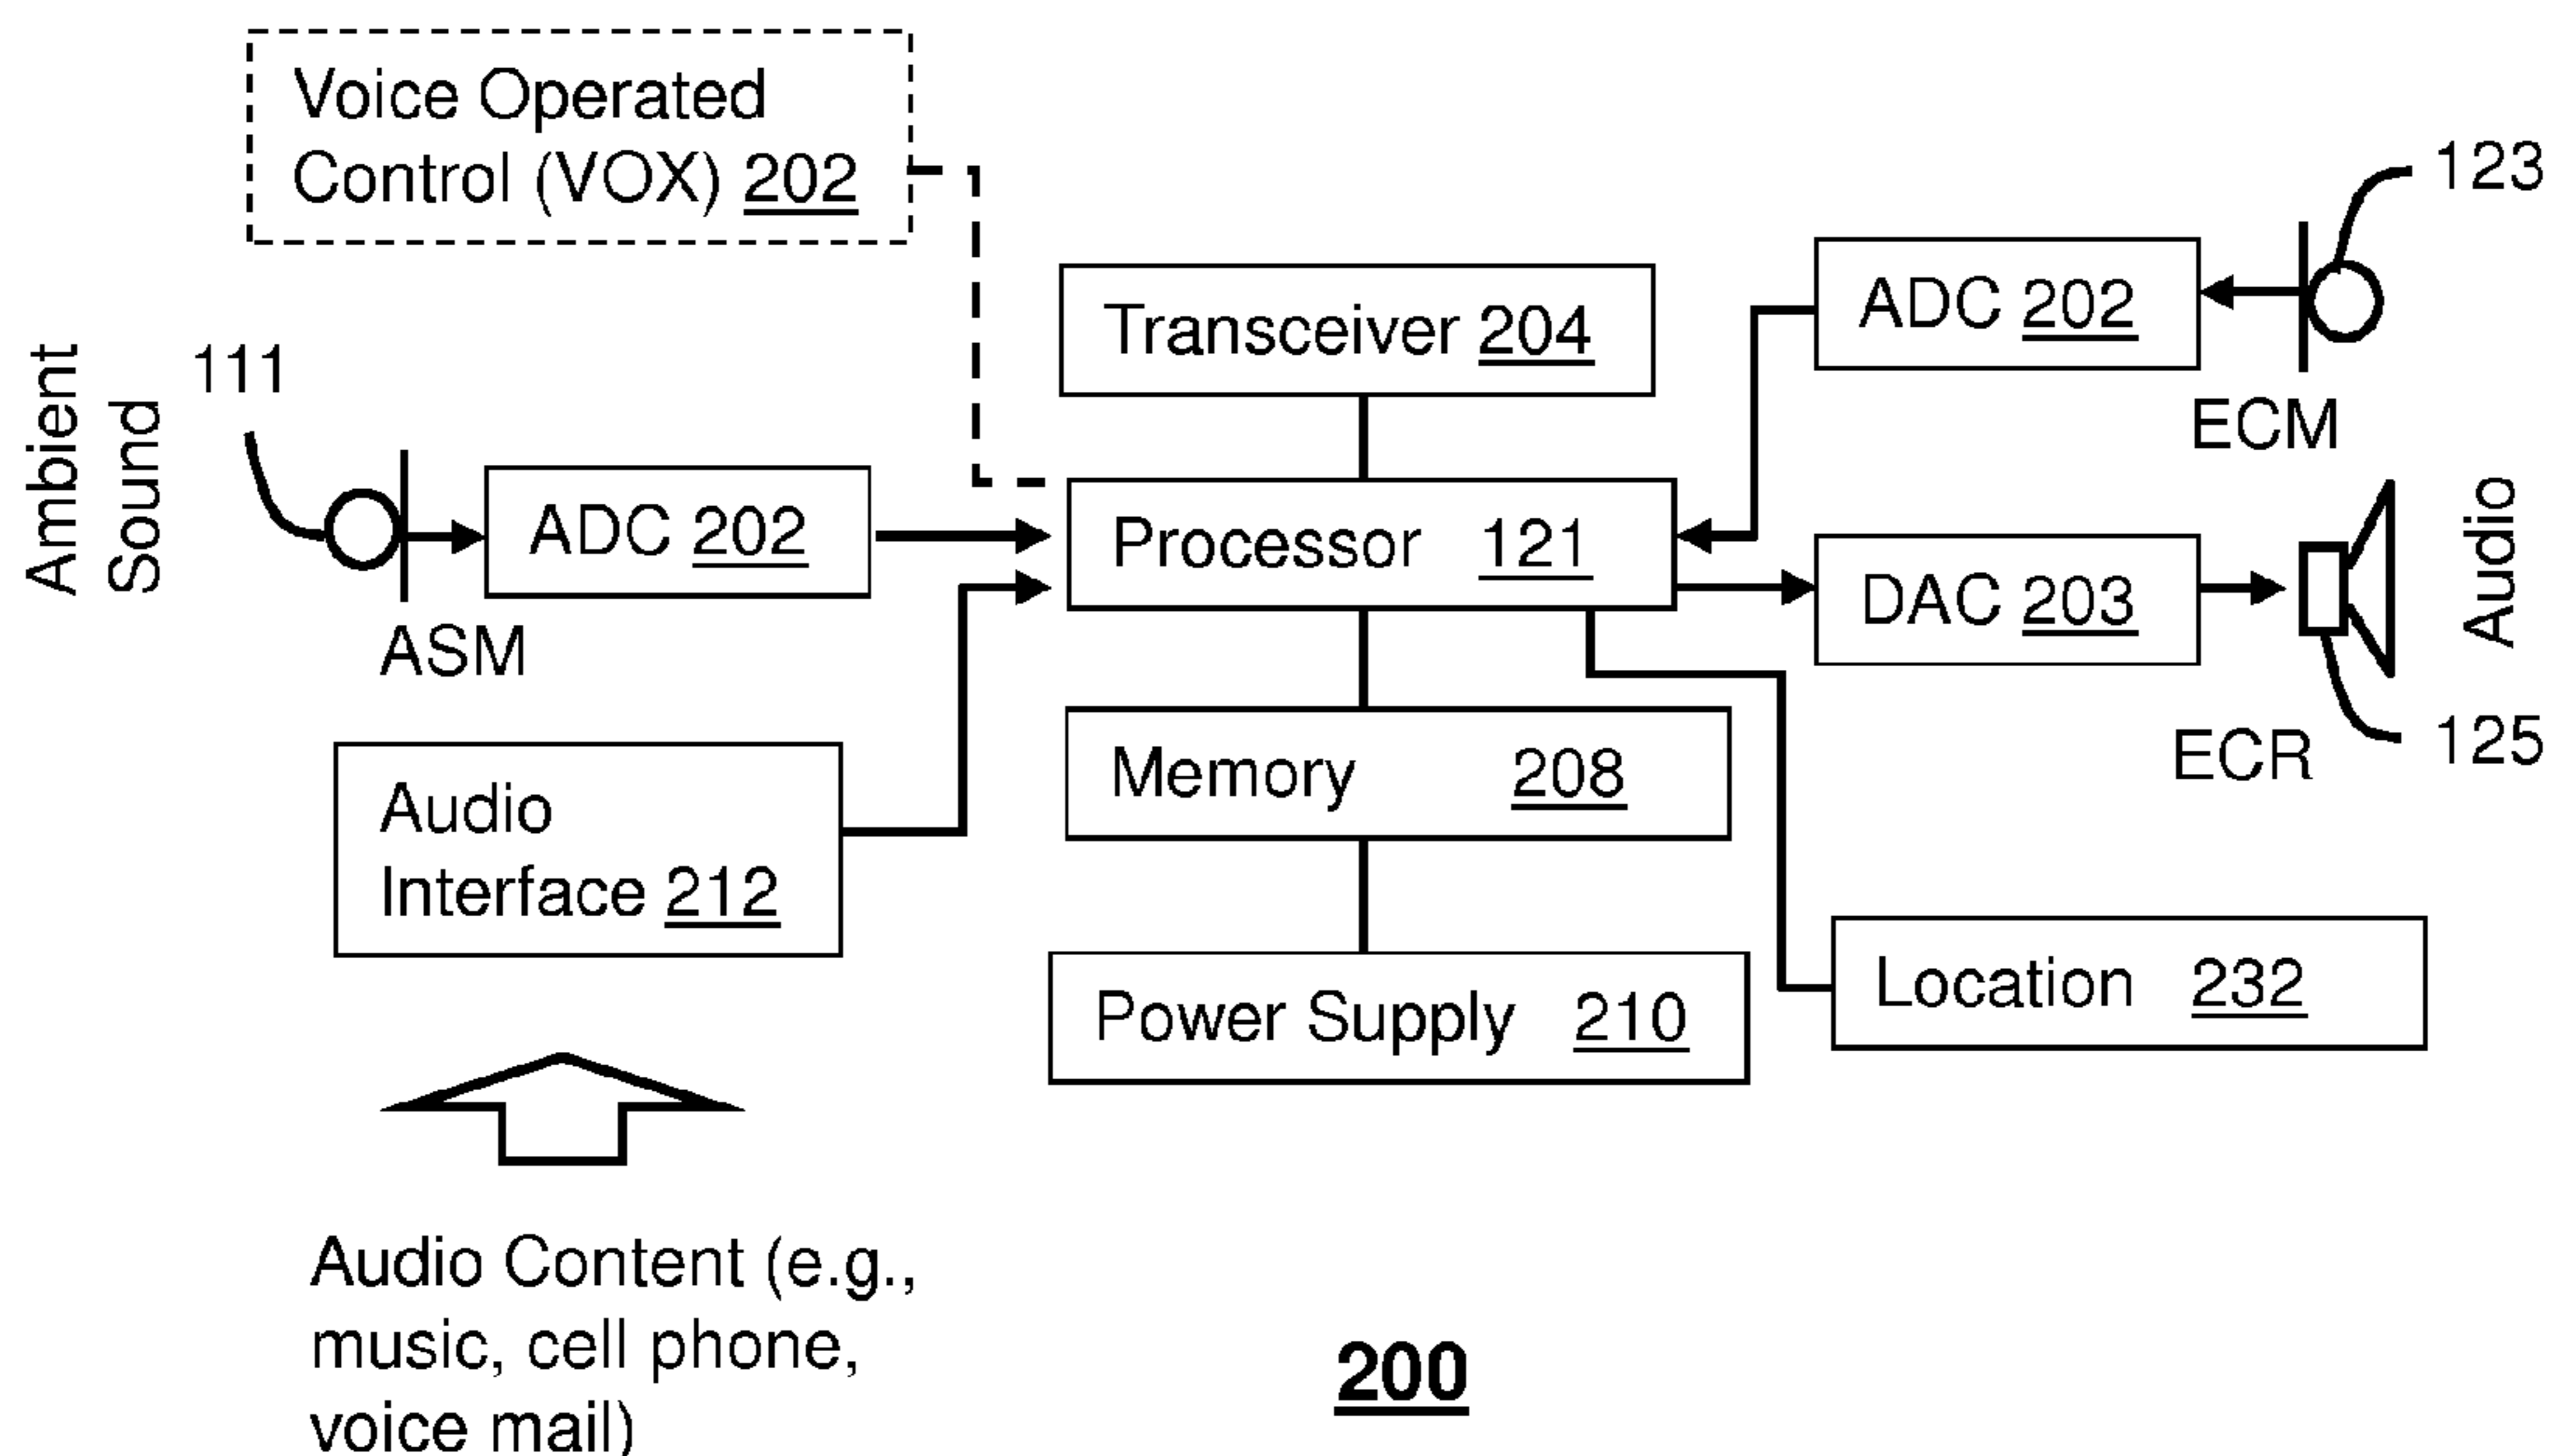 Voice Operated
Control (VOX) 202
123
ADC 202
Transceiver 204
ECM
Ambient
Sound
111
ADC 202
ASM
Processor 121
DAC 203
Audio
ECR
125
Memory 208
Audio
Interface 212
Location 232
Power Supply 210
Audio Content (e.g.,
music, cell phone,
voice mail)
200